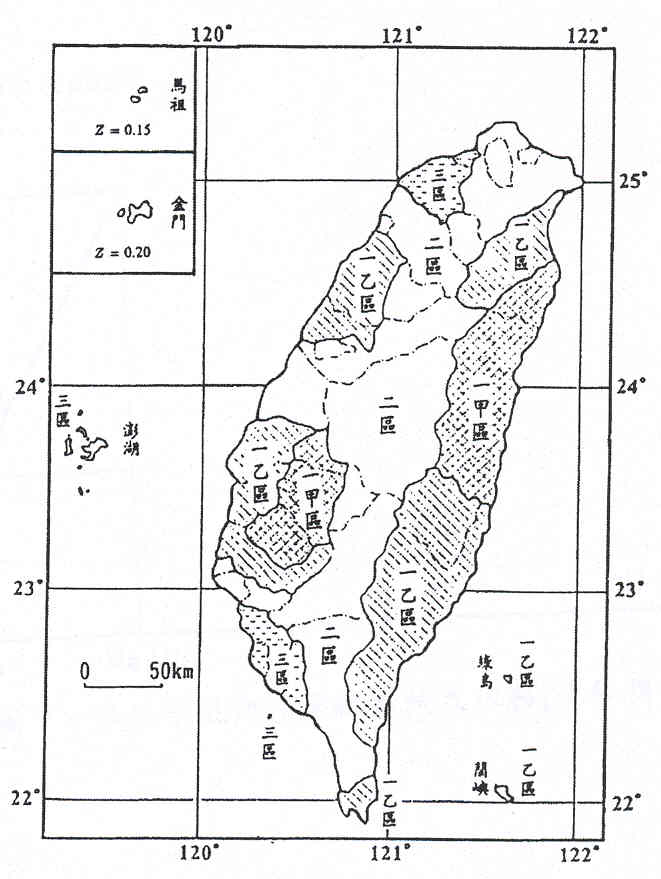 120°
121°
122°
馬祖
Z = 0.15
金門
Z = 0.20
25°
三區
二區
一乙區
一乙區
24°
24°
三區
澎湖
二區
一甲區
一乙區
一甲區
23°
23°
一乙區
二區
三區
0
50km
綠島
一乙區
三區
蘭嶼
一乙區
22°
22°
一乙區
120°
121°
122°